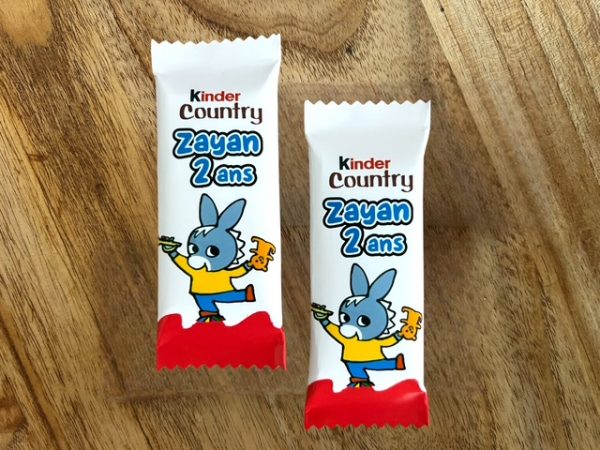 Kinder
Country
Zayan
2 ans
Kinder
Country
Zayan
2 ans